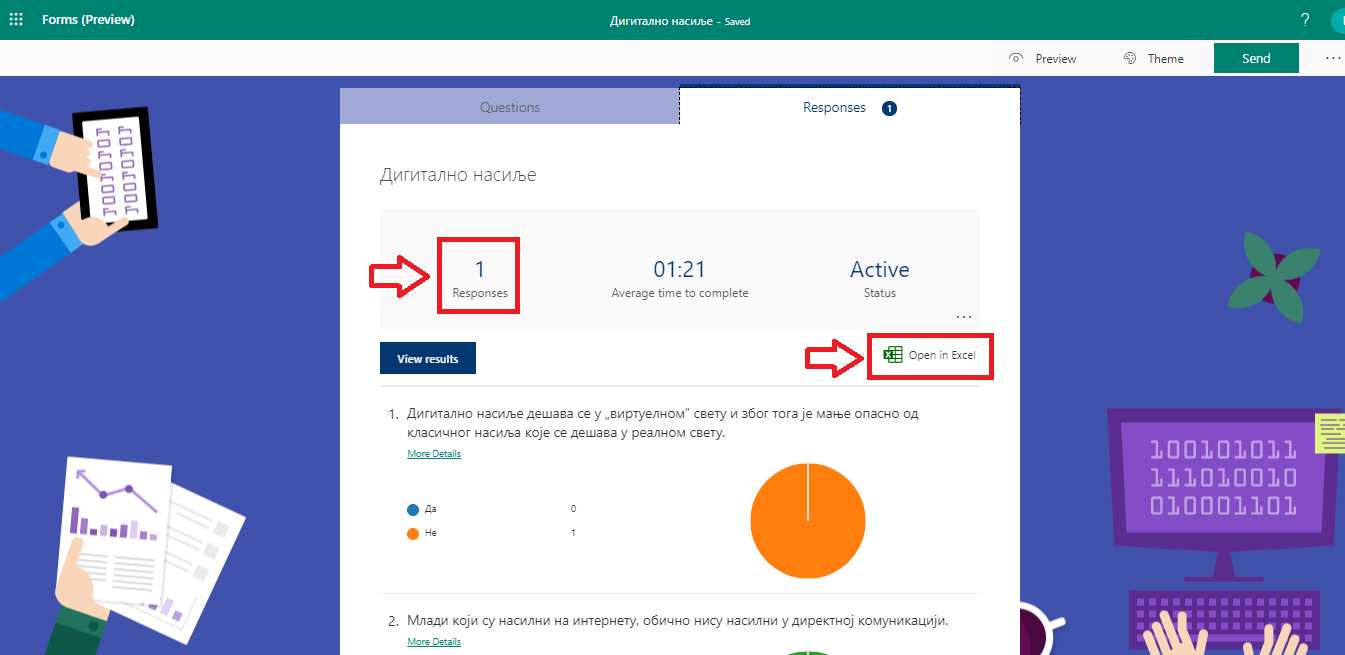 Forms (Preview)
Дигитално насиље - Saved
?
Preview
Theme
Send
...
Questions
Responses 1
Дигитално насиље
1
Responses
01:21
Average time to complete
Active
Status
...
View results
Open in Excel
1. Дигитално насиље дешава се у „виртуелном” свету и због тога је мање опасно од
класичног насиља које се дешава у реалном свету.
More Details
Да 0
Не 1
2. Млади који су насилни на интернету, обично нису насилни у директној комуникацији.
More Details
100101011
111010010
010001101